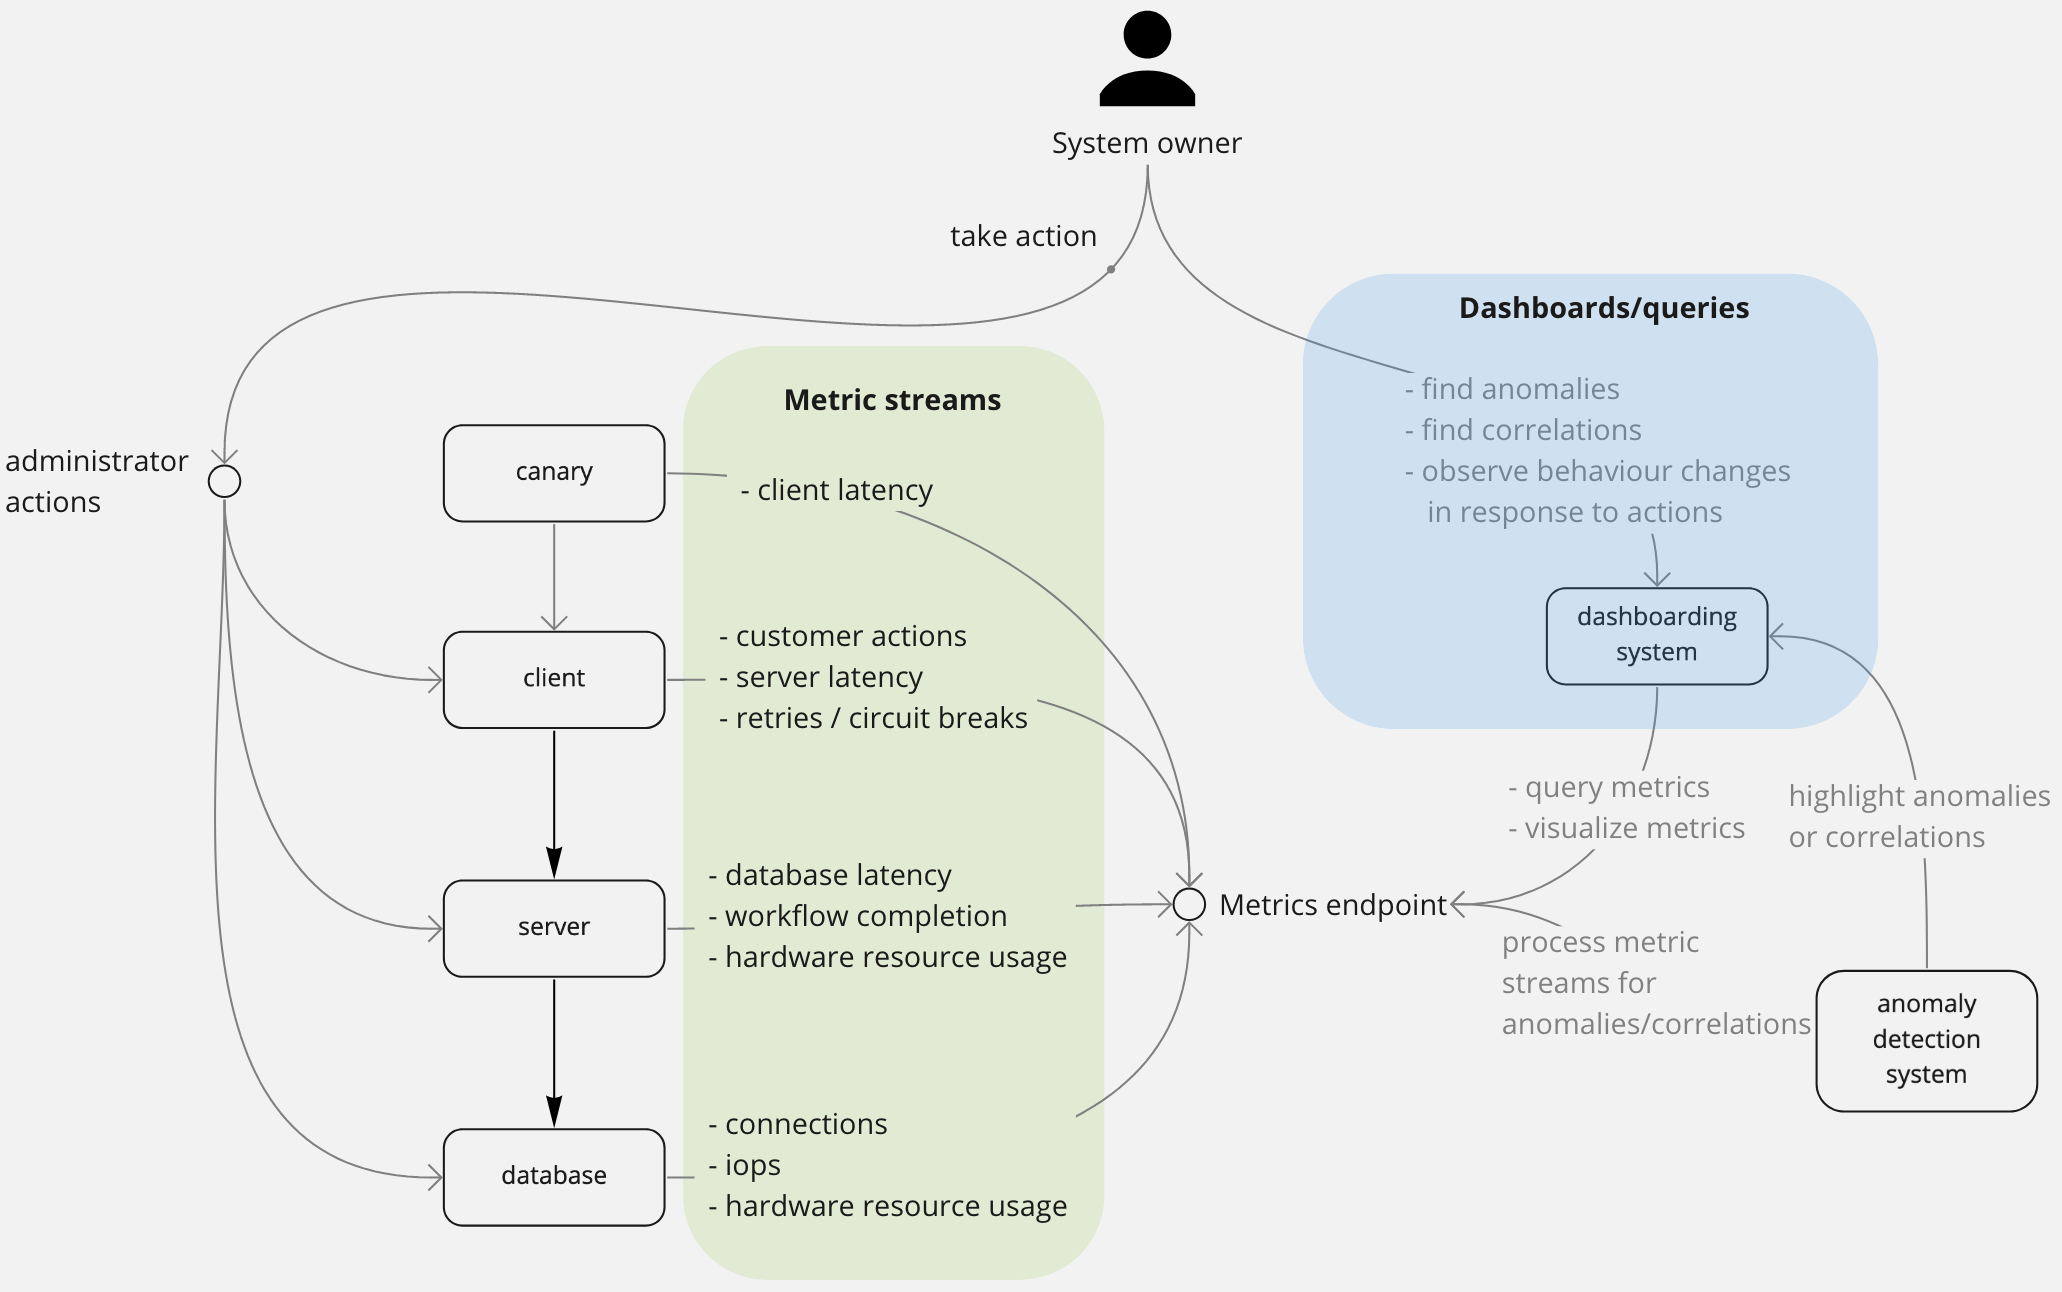 System owner
take action
Dashboards/queries
- find anomalies
- find correlations
- observe behaviour changes
in response to actions
dashboarding
system
Metric streams
administrator
actions
canary
- client latency
client
- customer actions
- server latency
- retries / circuit breaks
server
- database latency
- workflow completion
- hardware resource usage
database
- connections
- iops
- hardware resource usage
Metrics endpoint
- query metrics
- visualize metrics
highlight anomalies
or correlations
process metric
streams for
anomalies/correlations
anomaly
detection
system